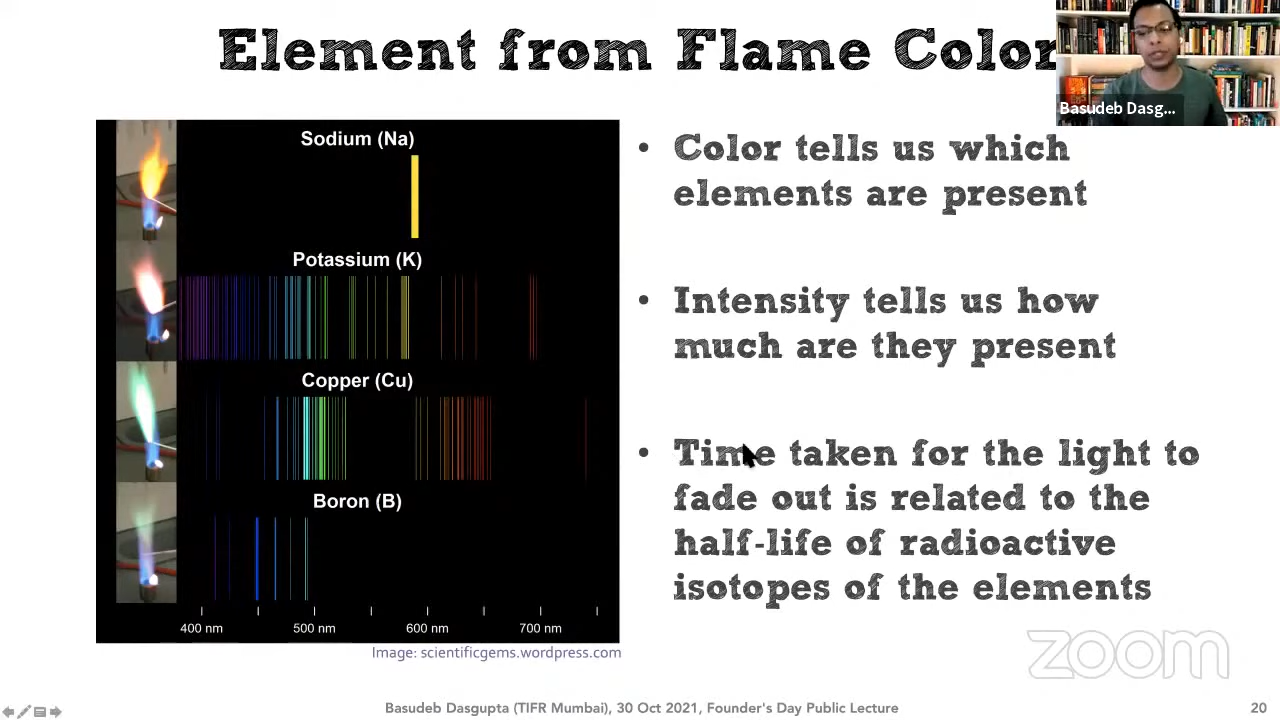 Element from Flame Color
Basudeb Dasg...
Sodium (Na)
Potassium (K)
Copper (Cu)
Boron (B)
400 nm 500 nm 600 nm 700 nm
Image: scientificgems.wordpress.com
• Color tells us which
elements are present
• Intensity tells us how
much are they present
• Time taken for the light to
fade out is related to the
half-life of radioactive
isotopes of the elements
zoom
Basudeb Dasgupta (TIFR Mumbai), 30 Oct 2021, Founder's Day Public Lecture
20